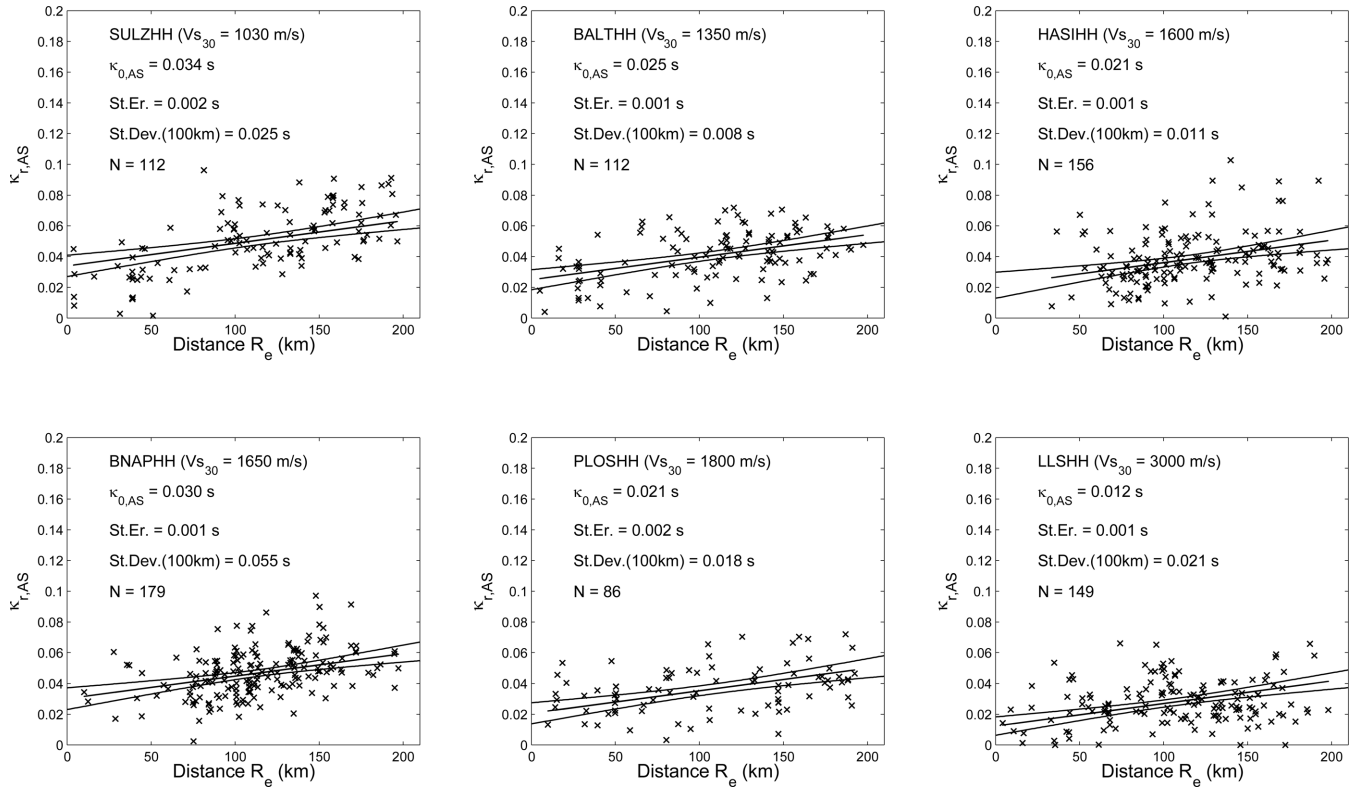 SULZHH (Vs30 = 1030 m/s)
κ0,AS = 0.034 s
St.Er. = 0.002 s
St.Dev.(100km) = 0.025 s
N = 112
κr,AS
0.2
0.18
0.16
0.14
0.12
0.1
0.08
0.06
0.04
0.02
0
0 50 100 150 200
Distance Re (km)
BALTHH (Vs30 = 1350 m/s)
κ0,AS = 0.025 s
St.Er. = 0.001 s
St.Dev.(100km) = 0.008 s
N = 112
κr,AS
0.2
0.18
0.16
0.14
0.12
0.1
0.08
0.06
0.04
0.02
0
0 50 100 150 200
Distance Re (km)
HASIHH (Vs30 = 1600 m/s)
κ0,AS = 0.021 s
St.Er. = 0.001 s
St.Dev.(100km) = 0.011 s
N = 156
κr,AS
0.2
0.18
0.16
0.14
0.12
0.1
0.08
0.06
0.04
0.02
0
0 50 100 150 200
Distance Re (km)
BNAPHH (Vs30 = 1650 m/s)
κ0,AS = 0.030 s
St.Er. = 0.001 s
St.Dev.(100km) = 0.055 s
N = 179
κr,AS
0.2
0.18
0.16
0.14
0.12
0.1
0.08
0.06
0.04
0.02
0
0 50 100 150 200
Distance Re (km)
PLOSHH (Vs30 = 1800 m/s)
κ0,AS = 0.021 s
St.Er. = 0.002 s
St.Dev.(100km) = 0.018 s
N = 86
κr,AS
0.2
0.18
0.16
0.14
0.12
0.1
0.08
0.06
0.04
0.02
0
0 50 100 150 200
Distance Re (km)
LLSHH (Vs30 = 3000 m/s)
κ0,AS = 0.012 s
St.Er. = 0.001 s
St.Dev.(100km) = 0.021 s
N = 149
κr,AS
0.2
0.18
0.16
0.14
0.12
0.1
0.08
0.06
0.04
0.02
0
0 50 100 150 200
Distance Re (km)